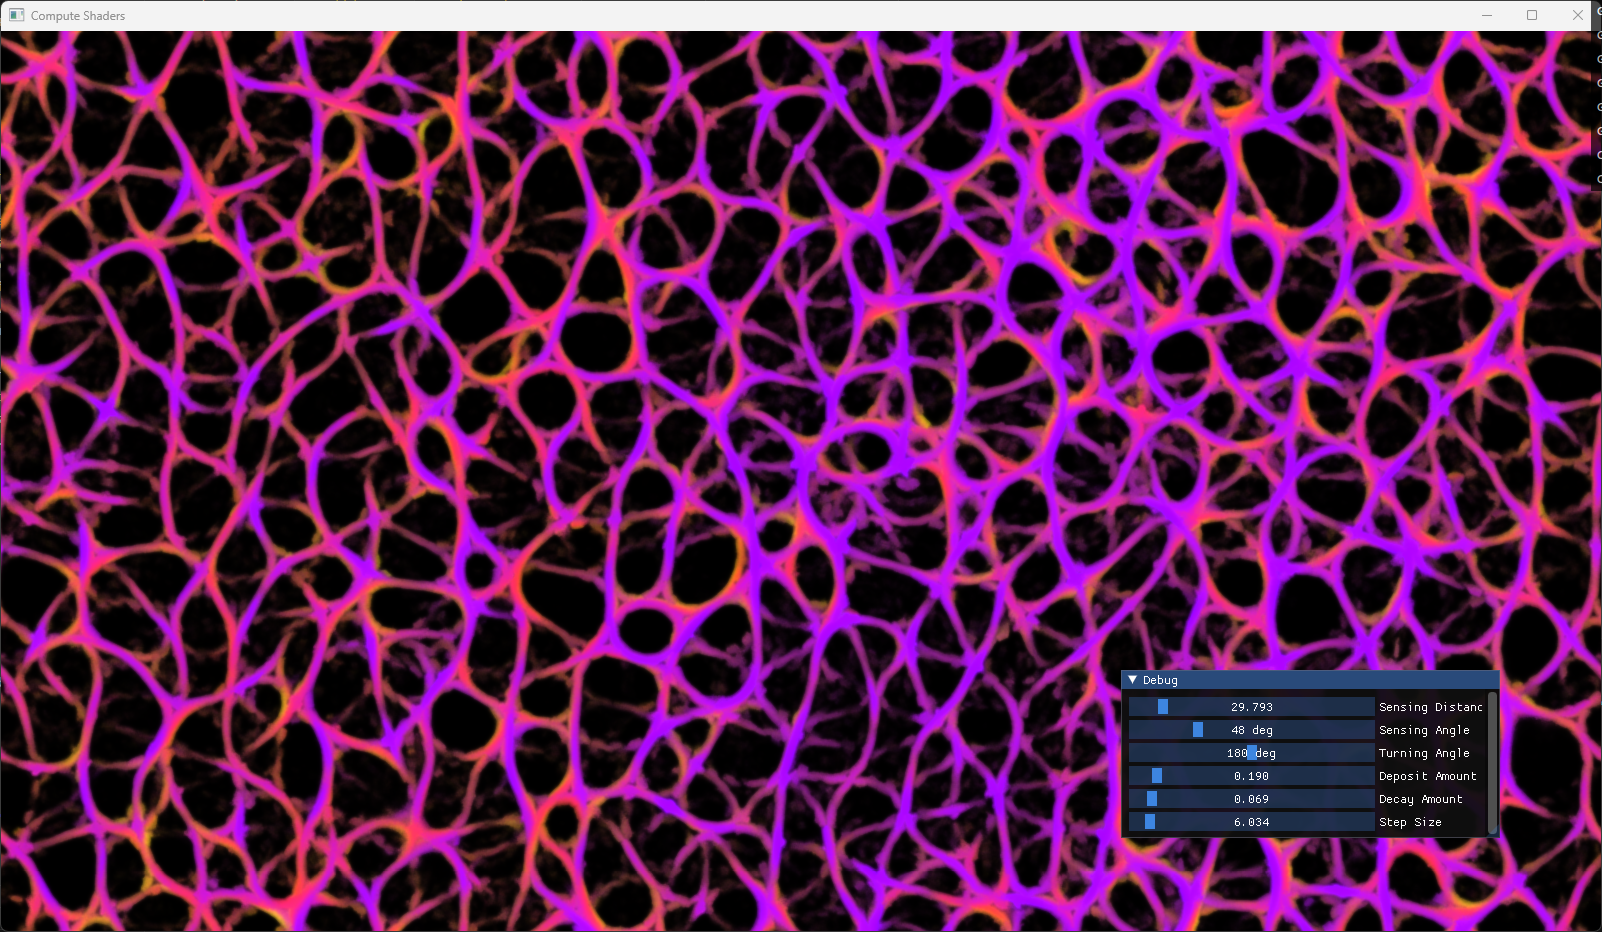 Compute Shaders
Debug
29.793 Sensing Distanc
48 deg Sensing Angle
180 deg Turning Angle
0.190 Deposit Amount
0.069 Decay Amount
6.034 Step Size